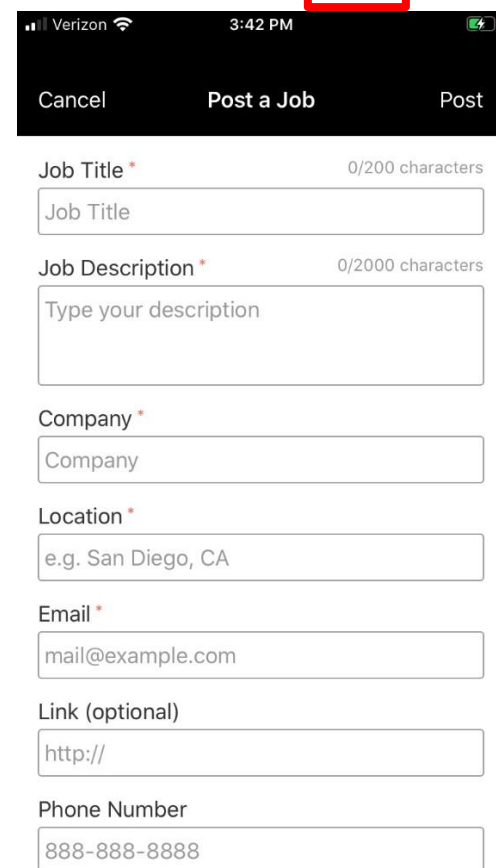 Verizon 3:42 PM
Cancel Post a Job Post
Job Title * 0/200 characters
Job Title
Job Description * 0/2000 characters
Type your description
Company *
Company
Location *
e.g. San Diego, CA
Email *
mail@example.com
Link (optional)
http://
Phone Number
888-888-8888